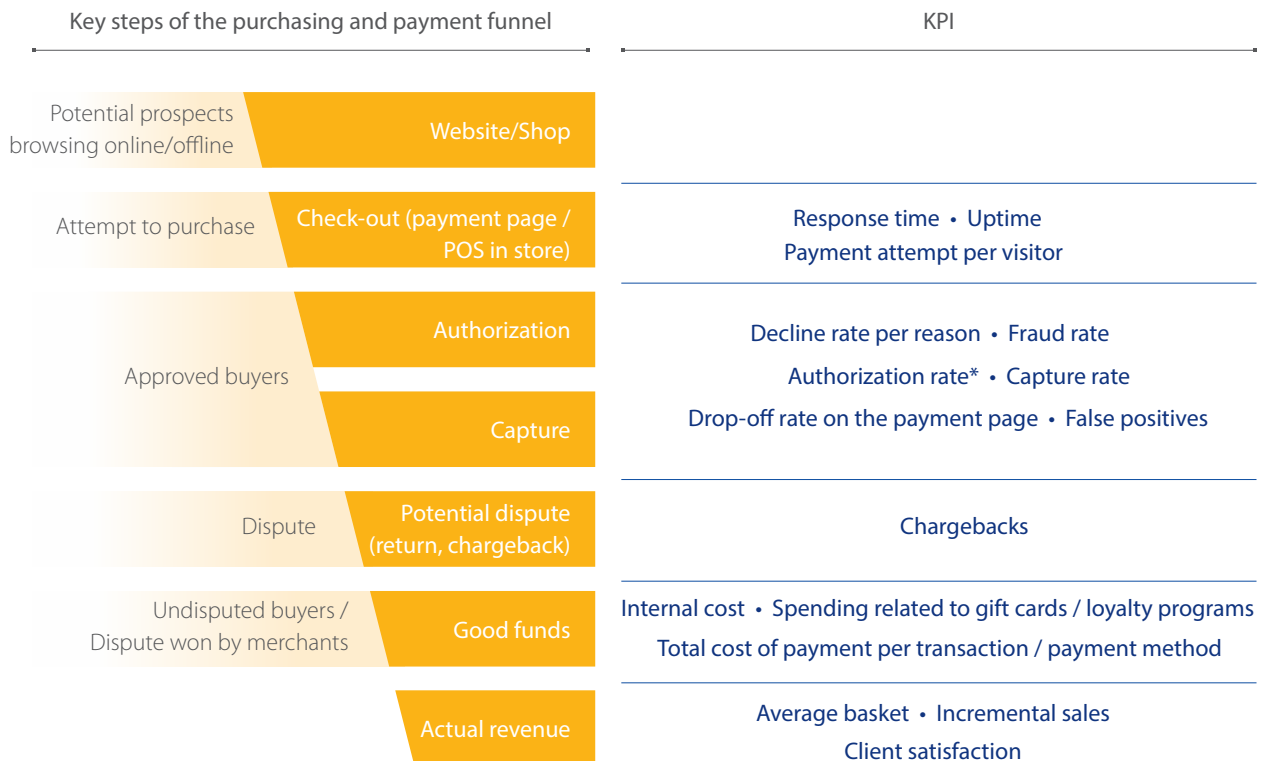 Key steps of the purchasing and payment funnel
KPI
Potential prospects
browsing online/offline
Website/Shop
Attempt to purchase
Check-out (payment page /
POS in store)
Response time • Uptime
Payment attempt per visitor
Approved buyers
Authorization
Capture
Decline rate per reason • Fraud rate
Authorization rate* • Capture rate
Drop-off rate on the payment page • False positives
Dispute
Potential dispute
(return, chargeback)
Chargebacks
Undisputed buyers /
Dispute won by merchants
Good funds
Internal cost • Spending related to gift cards / loyalty programs
Total cost of payment per transaction / payment method
Actual revenue
Average basket • Incremental sales
Client satisfaction